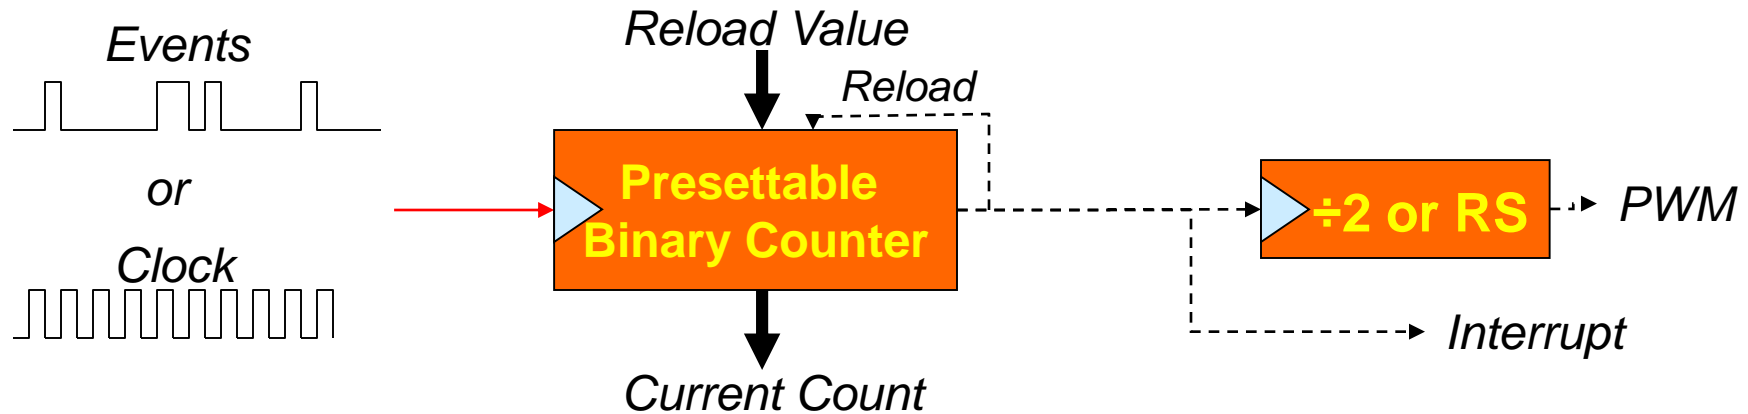 Events
or
Clock
Reload Value
Reload
Presettable
Binary Counter
Current Count
÷2 or RS
PWM
Interrupt